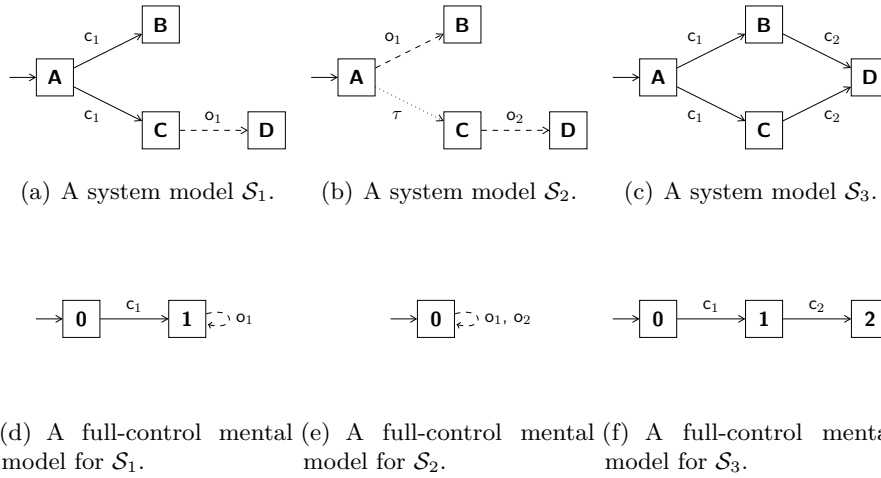 c₁
B
A
c₁
C
o₁
D
(a) A system model S₁.
o₁
B
A
τ
C
o₂
D
(b) A system model S₂.
c₁
B
c₂
A
D
c₁
C
c₂
(c) A system model S₃.
0
c₁
1
o₁
(d) A full-control mental
model for S₁.
0
o₁, o₂
(e) A full-control mental
model for S₂.
0
c₁
1
c₂
2
(f) A full-control menta
model for S₃.